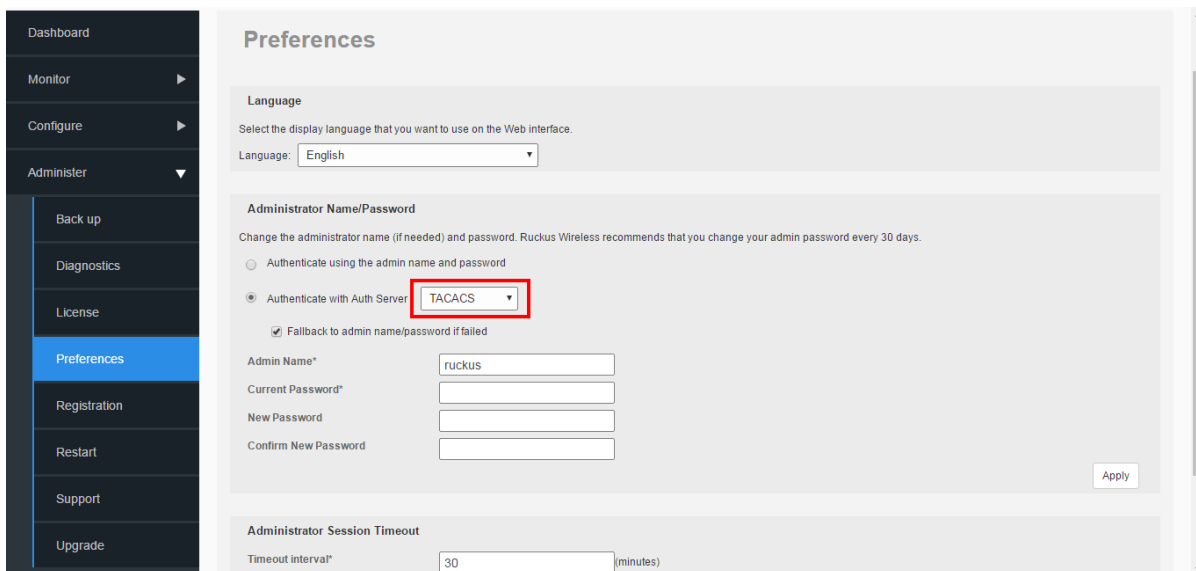 Dashboard
Monitor
Configure
Administer
Back up
Diagnostics
License
Preferences
Registration
Restart
Support
Upgrade
Preferences
Language
Select the display language that you want to use on the Web interface.
Language: English
Administrator Name/Password
Change the administrator name (if needed) and password. Ruckus Wireless recommends that you change your admin password every 30 days.
Authenticate using the admin name and password
Authenticate with Auth Server TACACS
Fallback to admin name/password if failed
Admin Name* ruckus
Current Password*
New Password
Confirm New Password
Apply
Administrator Session Timeout
Timeout interval* 30 (minutes)